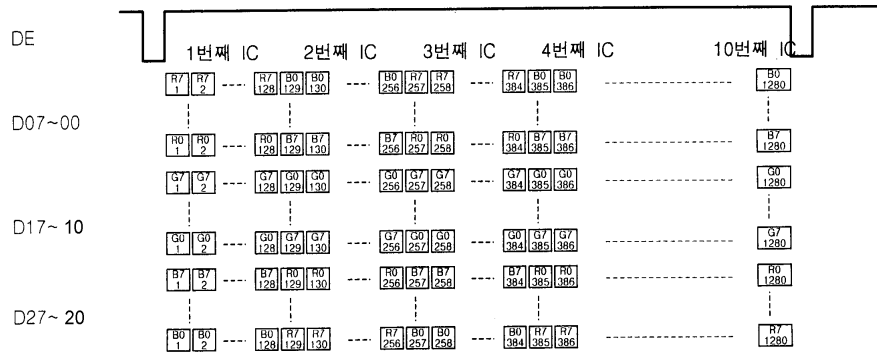 DE
1번째 IC 2번째 IC 3번째 IC 4번째 IC 10번째 IC
R7 1 R7 2 R7 128 B0 129 B0 130 B0 256 R7 257 R7 258 R7 384 B0 385 B0 386 B0 1280
D07~00
R0 1 R0 2 R0 128 B7 129 B7 130 B7 256 R0 257 R0 258 R0 384 B7 385 B7 386 B7 1280
G7 1 G7 2 G7 128 G0 129 G0 130 G0 256 G7 257 G7 258 G7 384 G0 385 G0 386 G0 1280
D17~10
G0 1 G0 2 G0 128 G7 129 G7 130 G7 256 G0 257 G0 258 G0 384 G7 385 G7 386 G7 1280
B7 1 B7 2 B7 128 R0 129 R0 130 R0 256 B7 257 B7 258 B7 384 R0 385 R0 386 R0 1280
D27~20
B0 1 B0 2 B0 128 R7 129 R7 130 R7 256 B0 257 B0 258 B0 384 R7 385 R7 386 R7 1280